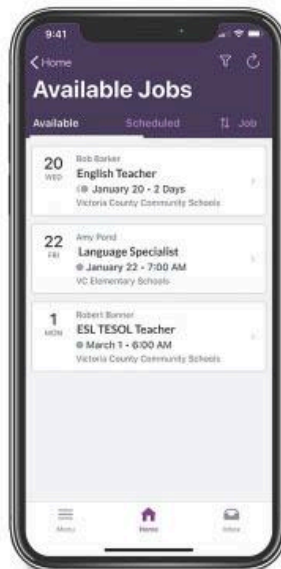 9:41
Home
Available Jobs
Available Scheduled Job
20
WED
Bob Barker
English Teacher
January 20 - 2 Days
Victoria County Community Schools
22
FRI
Amy Pond
Language Specialist
January 22 - 7:00 AM
VC Elementary Schools
1
MON
Robert Banner
ESL TESOL Teacher
March 1 - 6:00 AM
Victoria County Community Schools
Menu Home Inbox